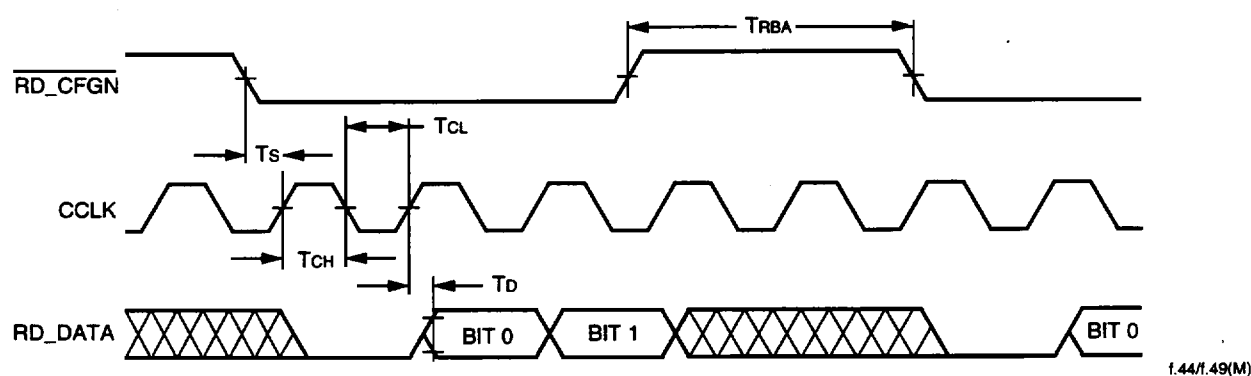 TRBA
RD_CFGN
TCL
TS
CCLK
TCH
TD
RD_DATA
BIT 0
BIT 1
BIT 0
f.44/f.49(M)